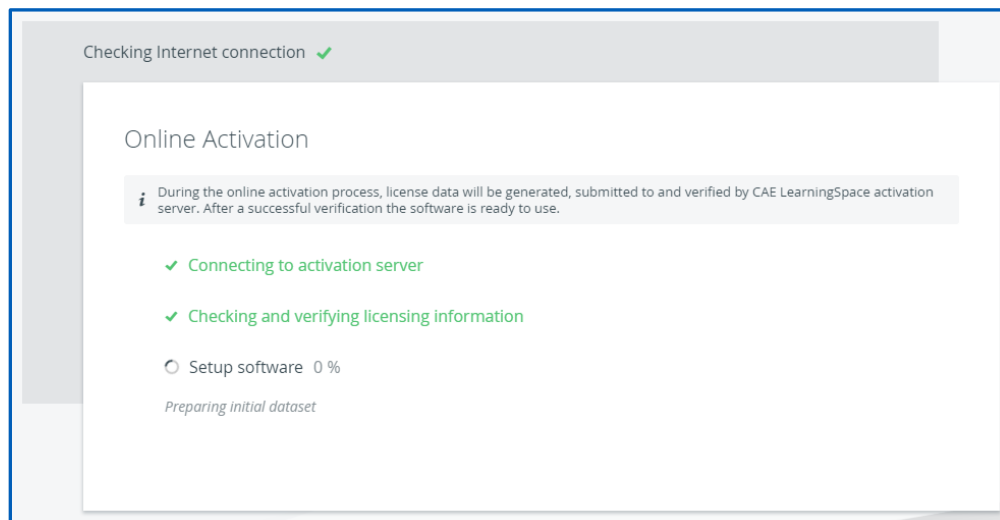 Checking Internet connection
Online Activation
i During the online activation process, license data will be generated, submitted to and verified by CAE LearningSpace activation
server. After a successful verification the software is ready to use.
Connecting to activation server
Checking and verifying licensing information
Setup software 0 %
Preparing initial dataset